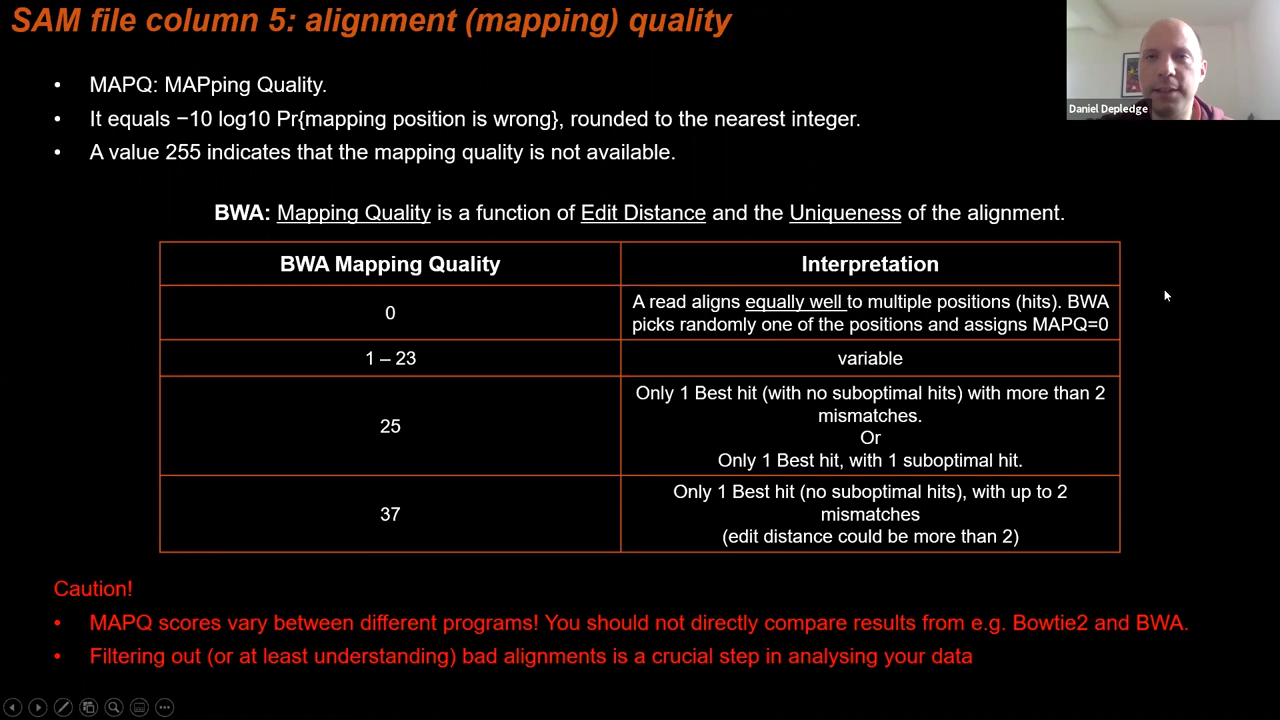 SAM file column 5: alignment (mapping) quality
Daniel Depledge
• MAPQ: MAPping Quality.
• It equals −10 log10 Pr{mapping position is wrong}, rounded to the nearest integer.
• A value 255 indicates that the mapping quality is not available.
BWA: Mapping Quality is a function of Edit Distance and the Uniqueness of the alignment.
BWA Mapping Quality
Interpretation
0
A read aligns equally well to multiple positions (hits). BWA
picks randomly one of the positions and assigns MAPQ=0
1 – 23
variable
25
Only 1 Best hit (with no suboptimal hits) with more than 2
mismatches.
Or
Only 1 Best hit, with 1 suboptimal hit.
37
Only 1 Best hit (no suboptimal hits), with up to 2
mismatches
(edit distance could be more than 2)
Caution!
• MAPQ scores vary between different programs! You should not directly compare results from e.g. Bowtie2 and BWA.
• Filtering out (or at least understanding) bad alignments is a crucial step in analysing your data